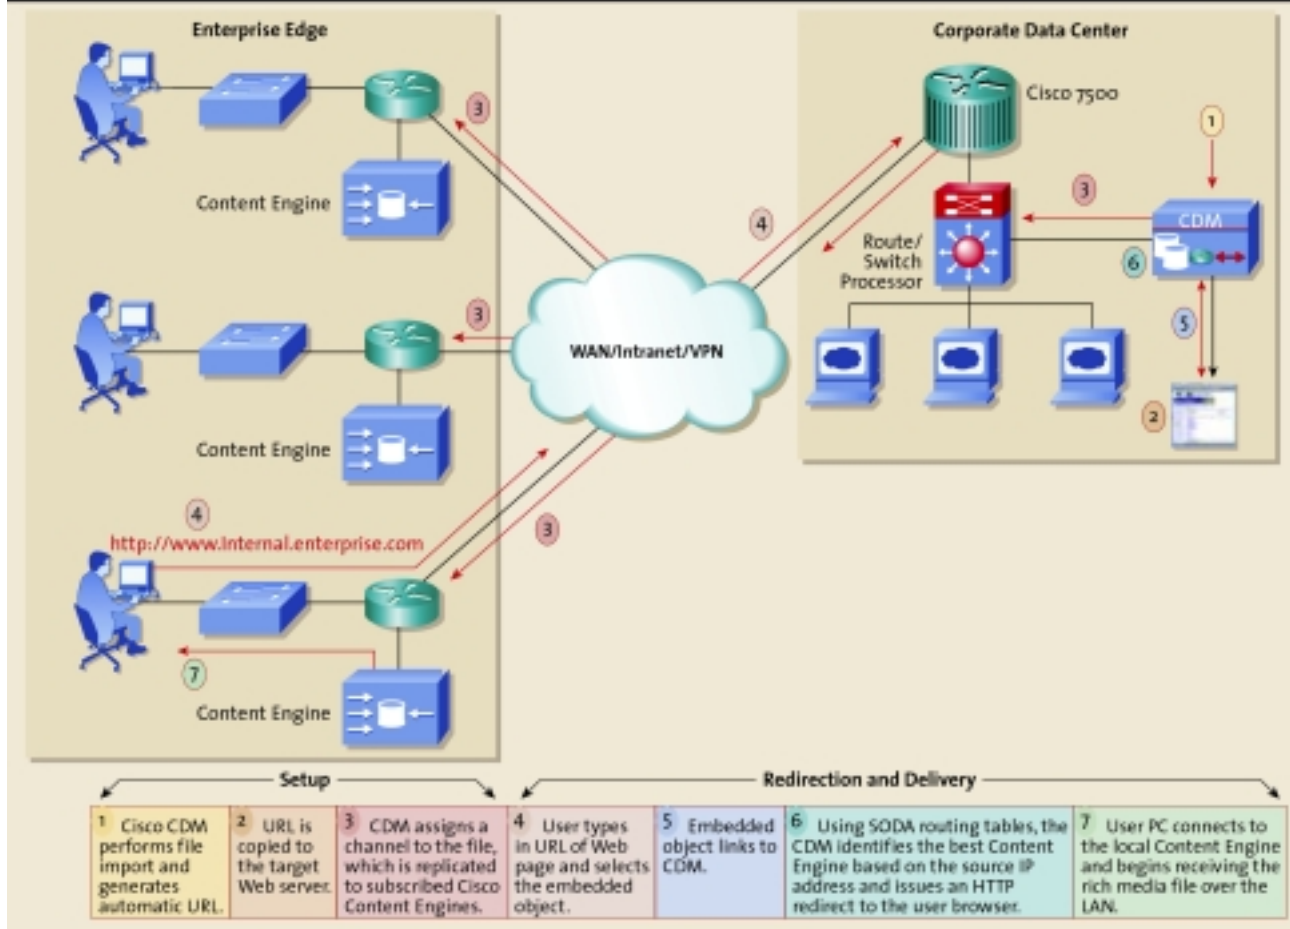 Enterprise Edge
Corporate Data Center
Cisco 7500
3
1
Content Engine
3
4
CDM
Route/
Switch
Processor
6
3
5
WAN/Intranet/VPN
2
Content Engine
4
http://www.Internal.enterprise.com
3
7
Content Engine
Setup
Redirection and Delivery
1 Cisco CDM
performs file
import and
generates
automatic URL.
2 URL is
copied to
the target
Web server.
3 CDM assigns a
channel to the file,
which is replicated
to subscribed Cisco
Content Engines.
4 User types
in URL of Web
page and selects
the embedded
object.
5 Embedded
object links to
CDM.
6 Using SODA routing tables, the
CDM identifies the best Content
Engine based on the source IP
address and issues an HTTP
redirect to the user browser.
7 User PC connects to
the local Content Engine
and begins receiving the
rich media file over the
LAN.